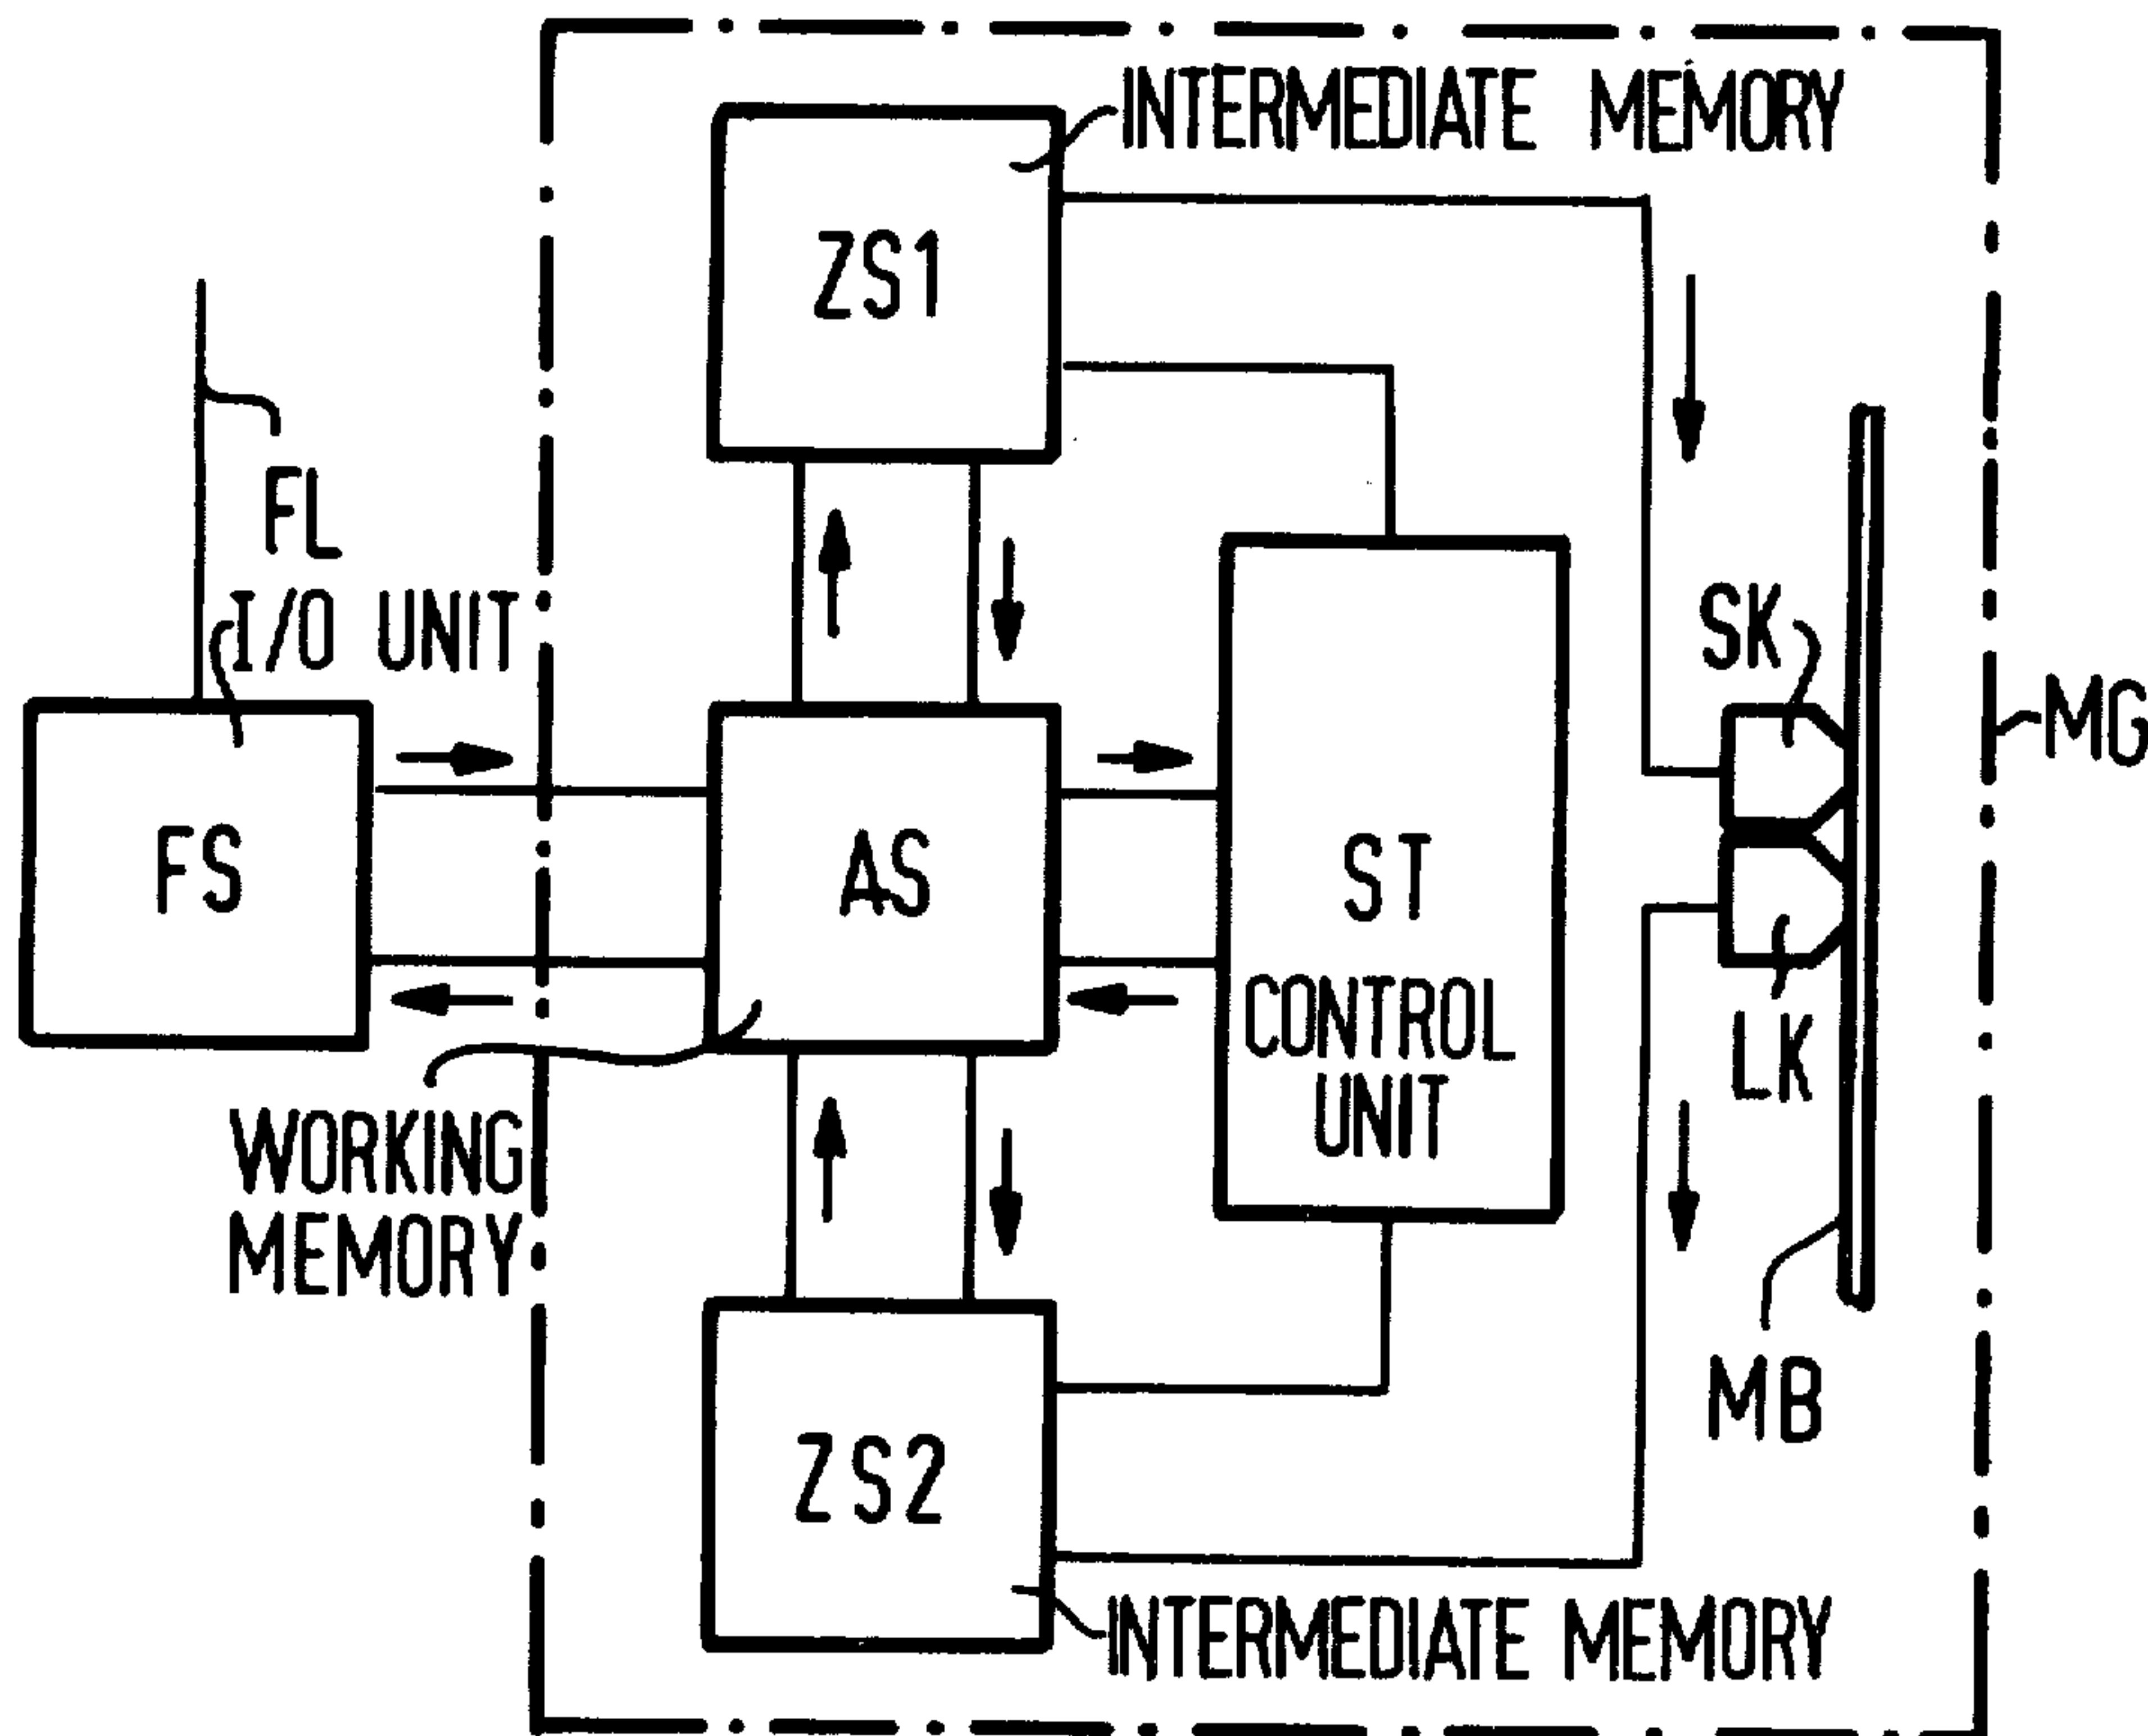 INTERMEDIATE MEMORY
ZS1
FL
I/O UNIT
SK
MG
FS
AS
ST
CONTROL
UNIT
LK
WORKING
MEMORY
MB
ZS2
INTERMEDIATE MEMORY